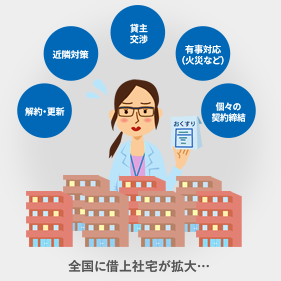 貸主
交渉
近隣対策
有事対応
(火災など)
解約・更新
個々の
契約締結
おくすり
全国に借上社宅が拡大…